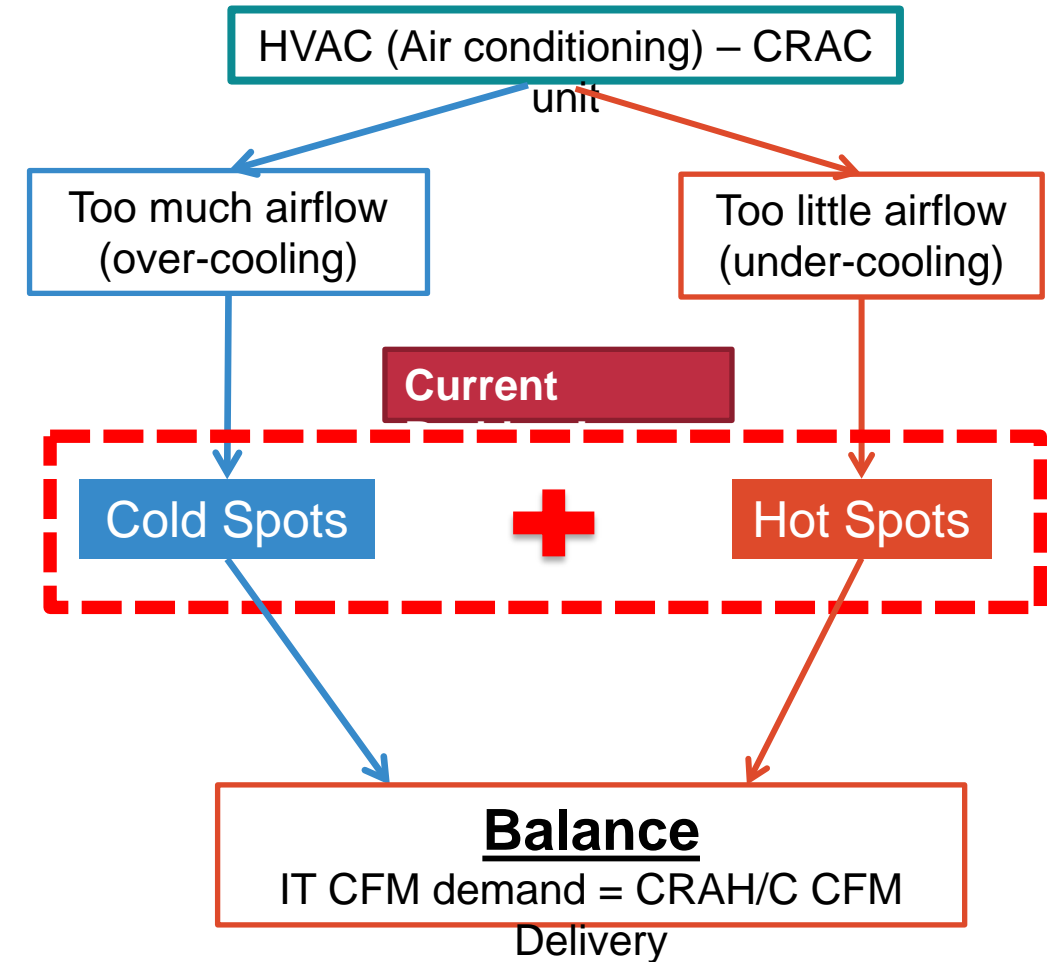 HVAC (Air conditioning) – CRAC
unit
Too much airflow
(over-cooling)
Too little airflow
(under-cooling)
Current
Cold Spots
Hot Spots
Balance
IT CFM demand = CRAH/C CFM
Delivery